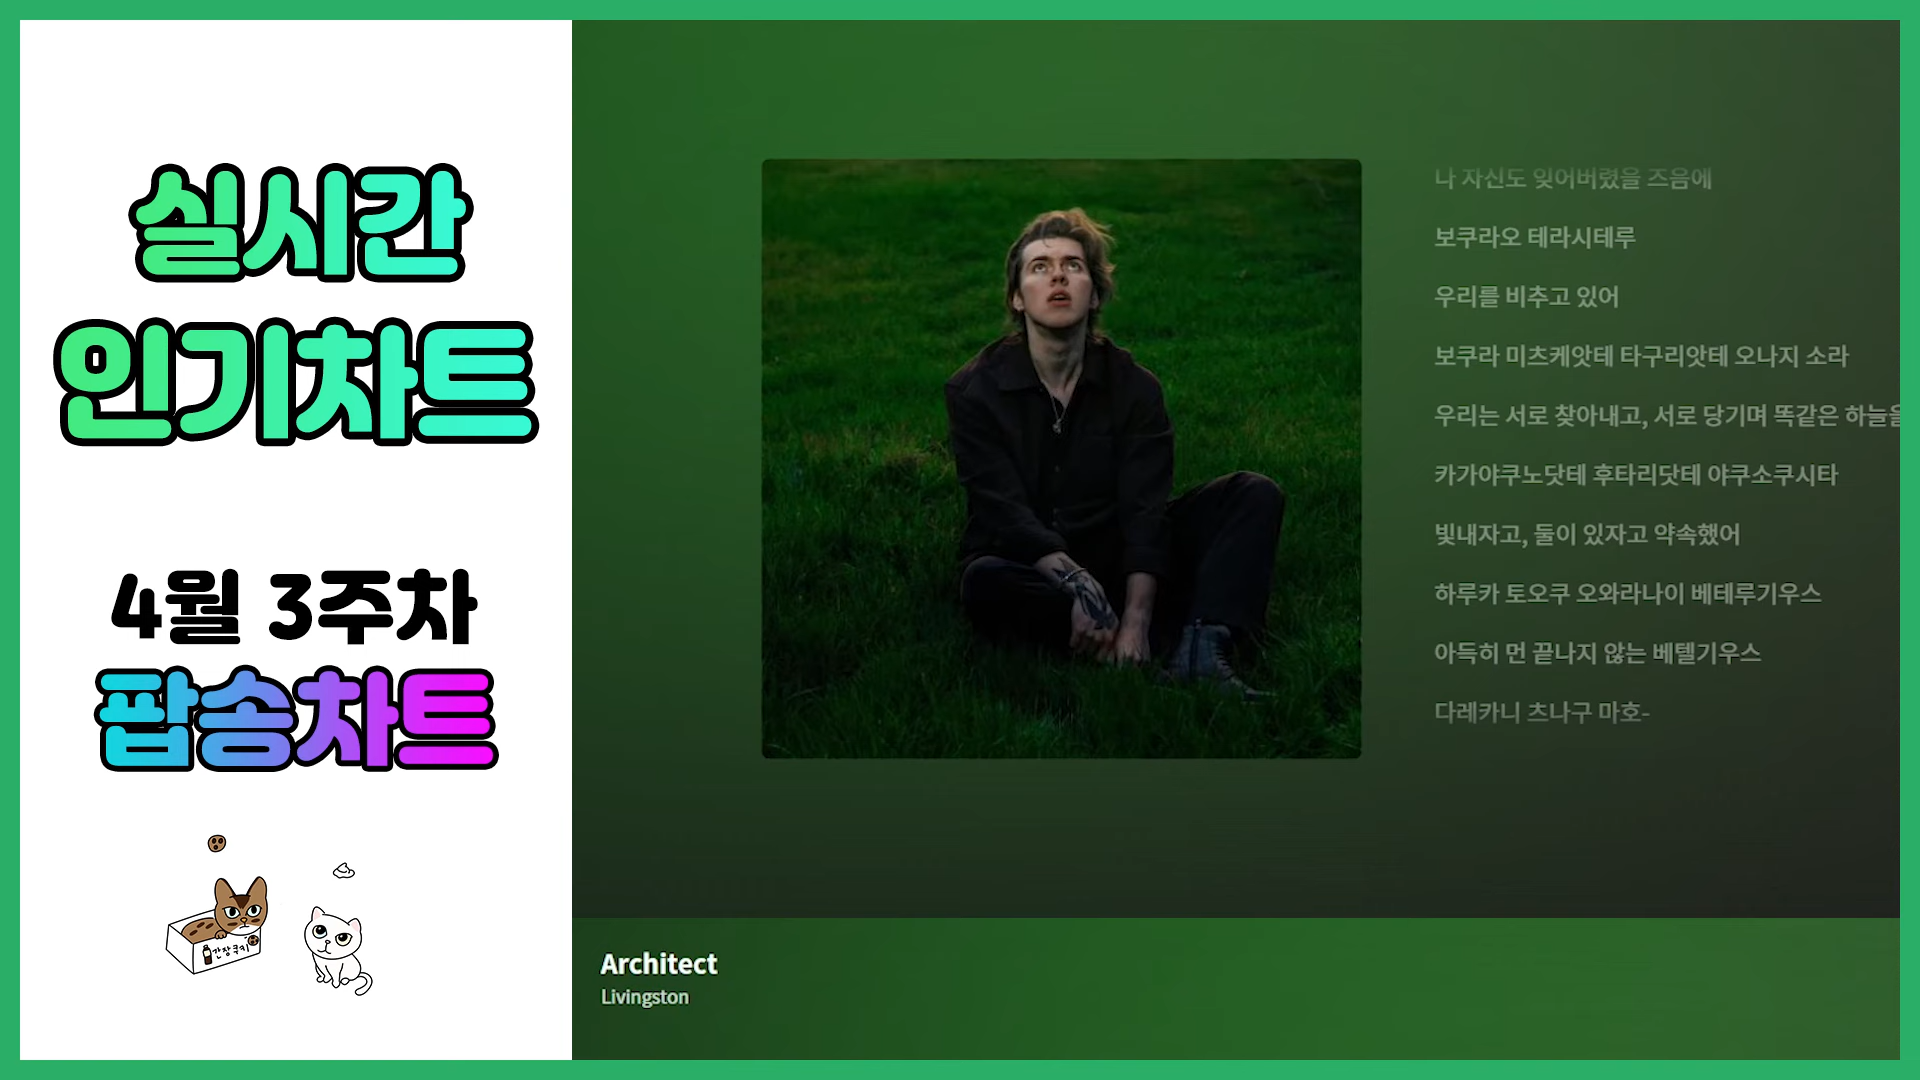 실시간
인기차트
4월 3주차
팝송차트
간장쿡키
나 자신도 잊어버렸을 즈음에
보쿠라오 테라시테루
우리를 비추고 있어
보쿠라 미츠케앗테 타구리앗테 오나지 소라
우리는 서로 찾아내고, 서로 당기며 똑같은 하늘을
카가야쿠노닷테 후타리닷테 야쿠소쿠시타
빛내자고, 둘이 있자고 약속했어
하루카 토오쿠 오와라나이 베테루기우스
아득히 먼 끝나지 않는 베텔기우스
다레카니 츠나구 마호-
Architect
Livingston